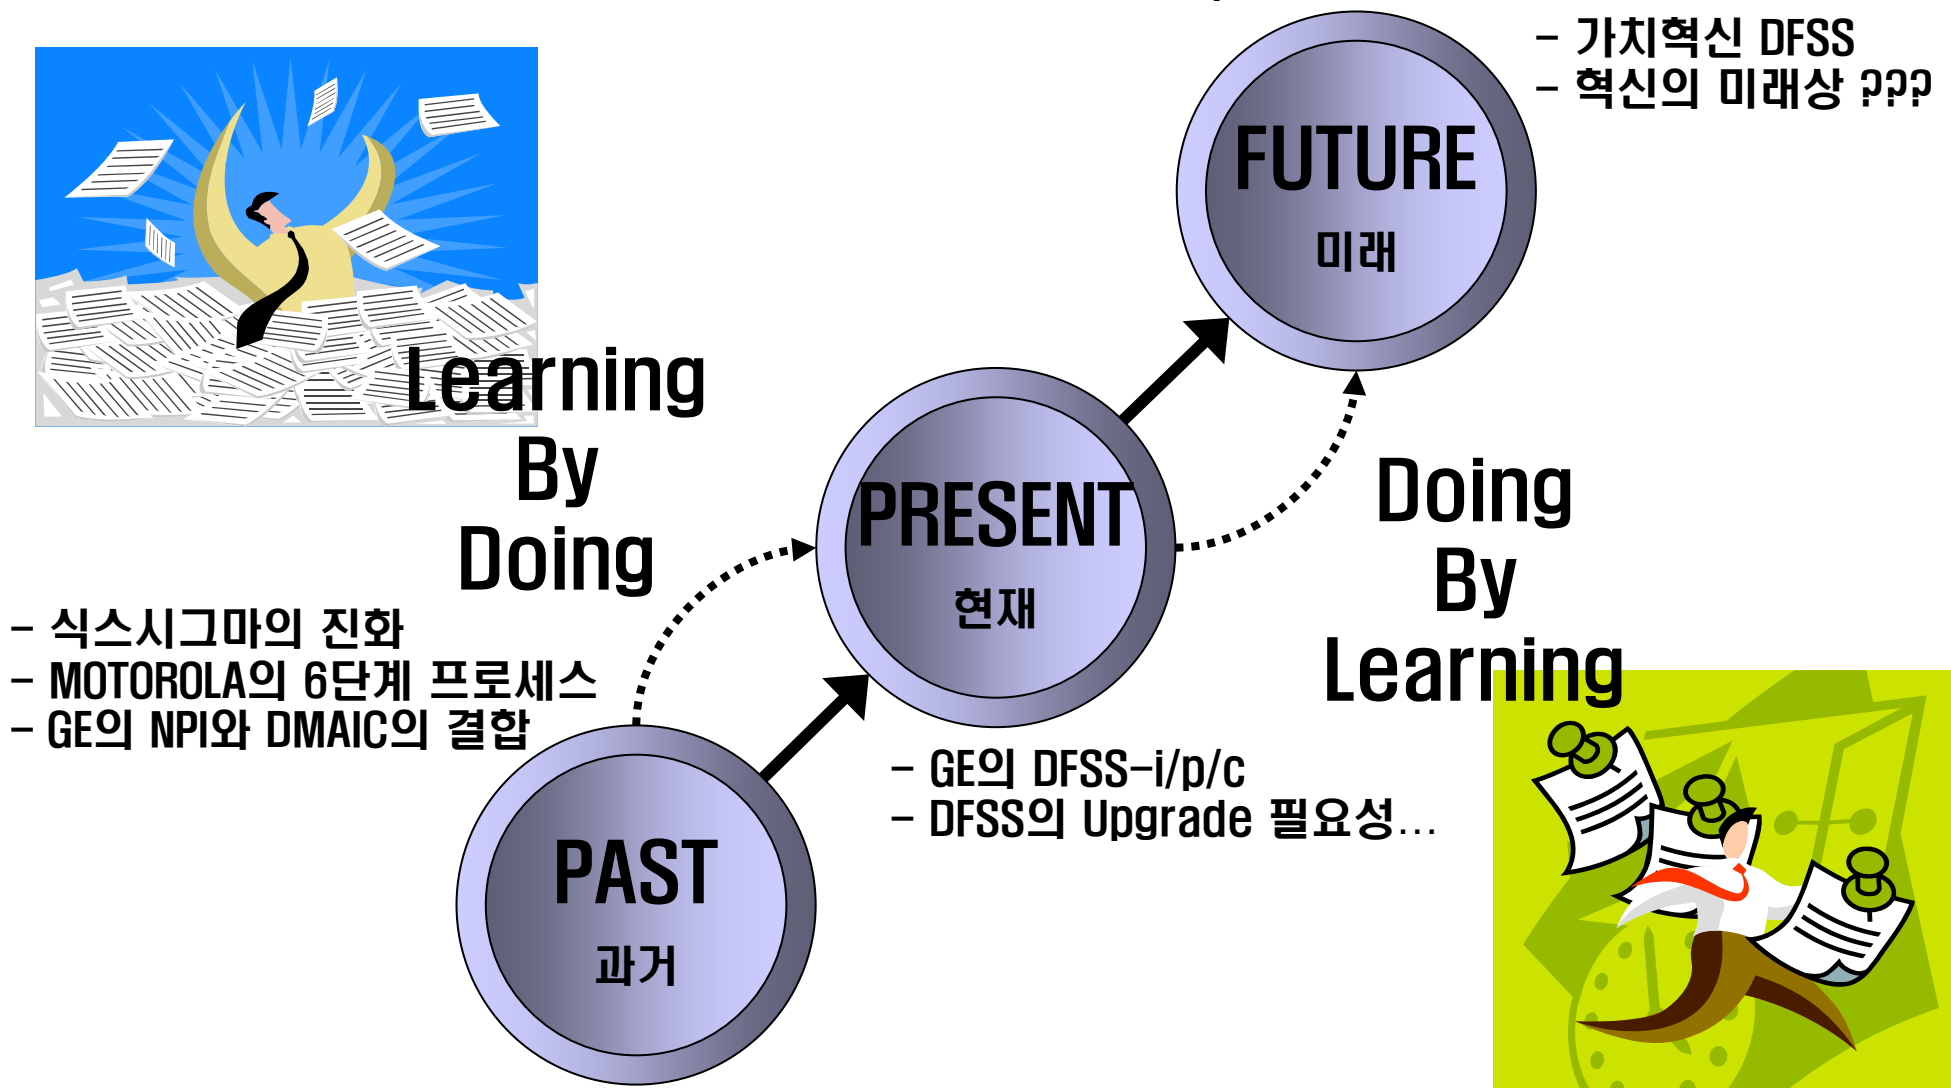 - 가치혁신 DFSS
- 혁신의 미래상 ???
FUTURE
미래
Learning
By
Doing
PRESENT
현재
Doing
By
Learning
- 식스시그마의 진화
- MOTOROLA의 6단계 프로세스
- GE의 NPI와 DMAIC의 결합
- GE의 DFSS-i/p/c
- DFSS의 Upgrade 필요성...
PAST
과거